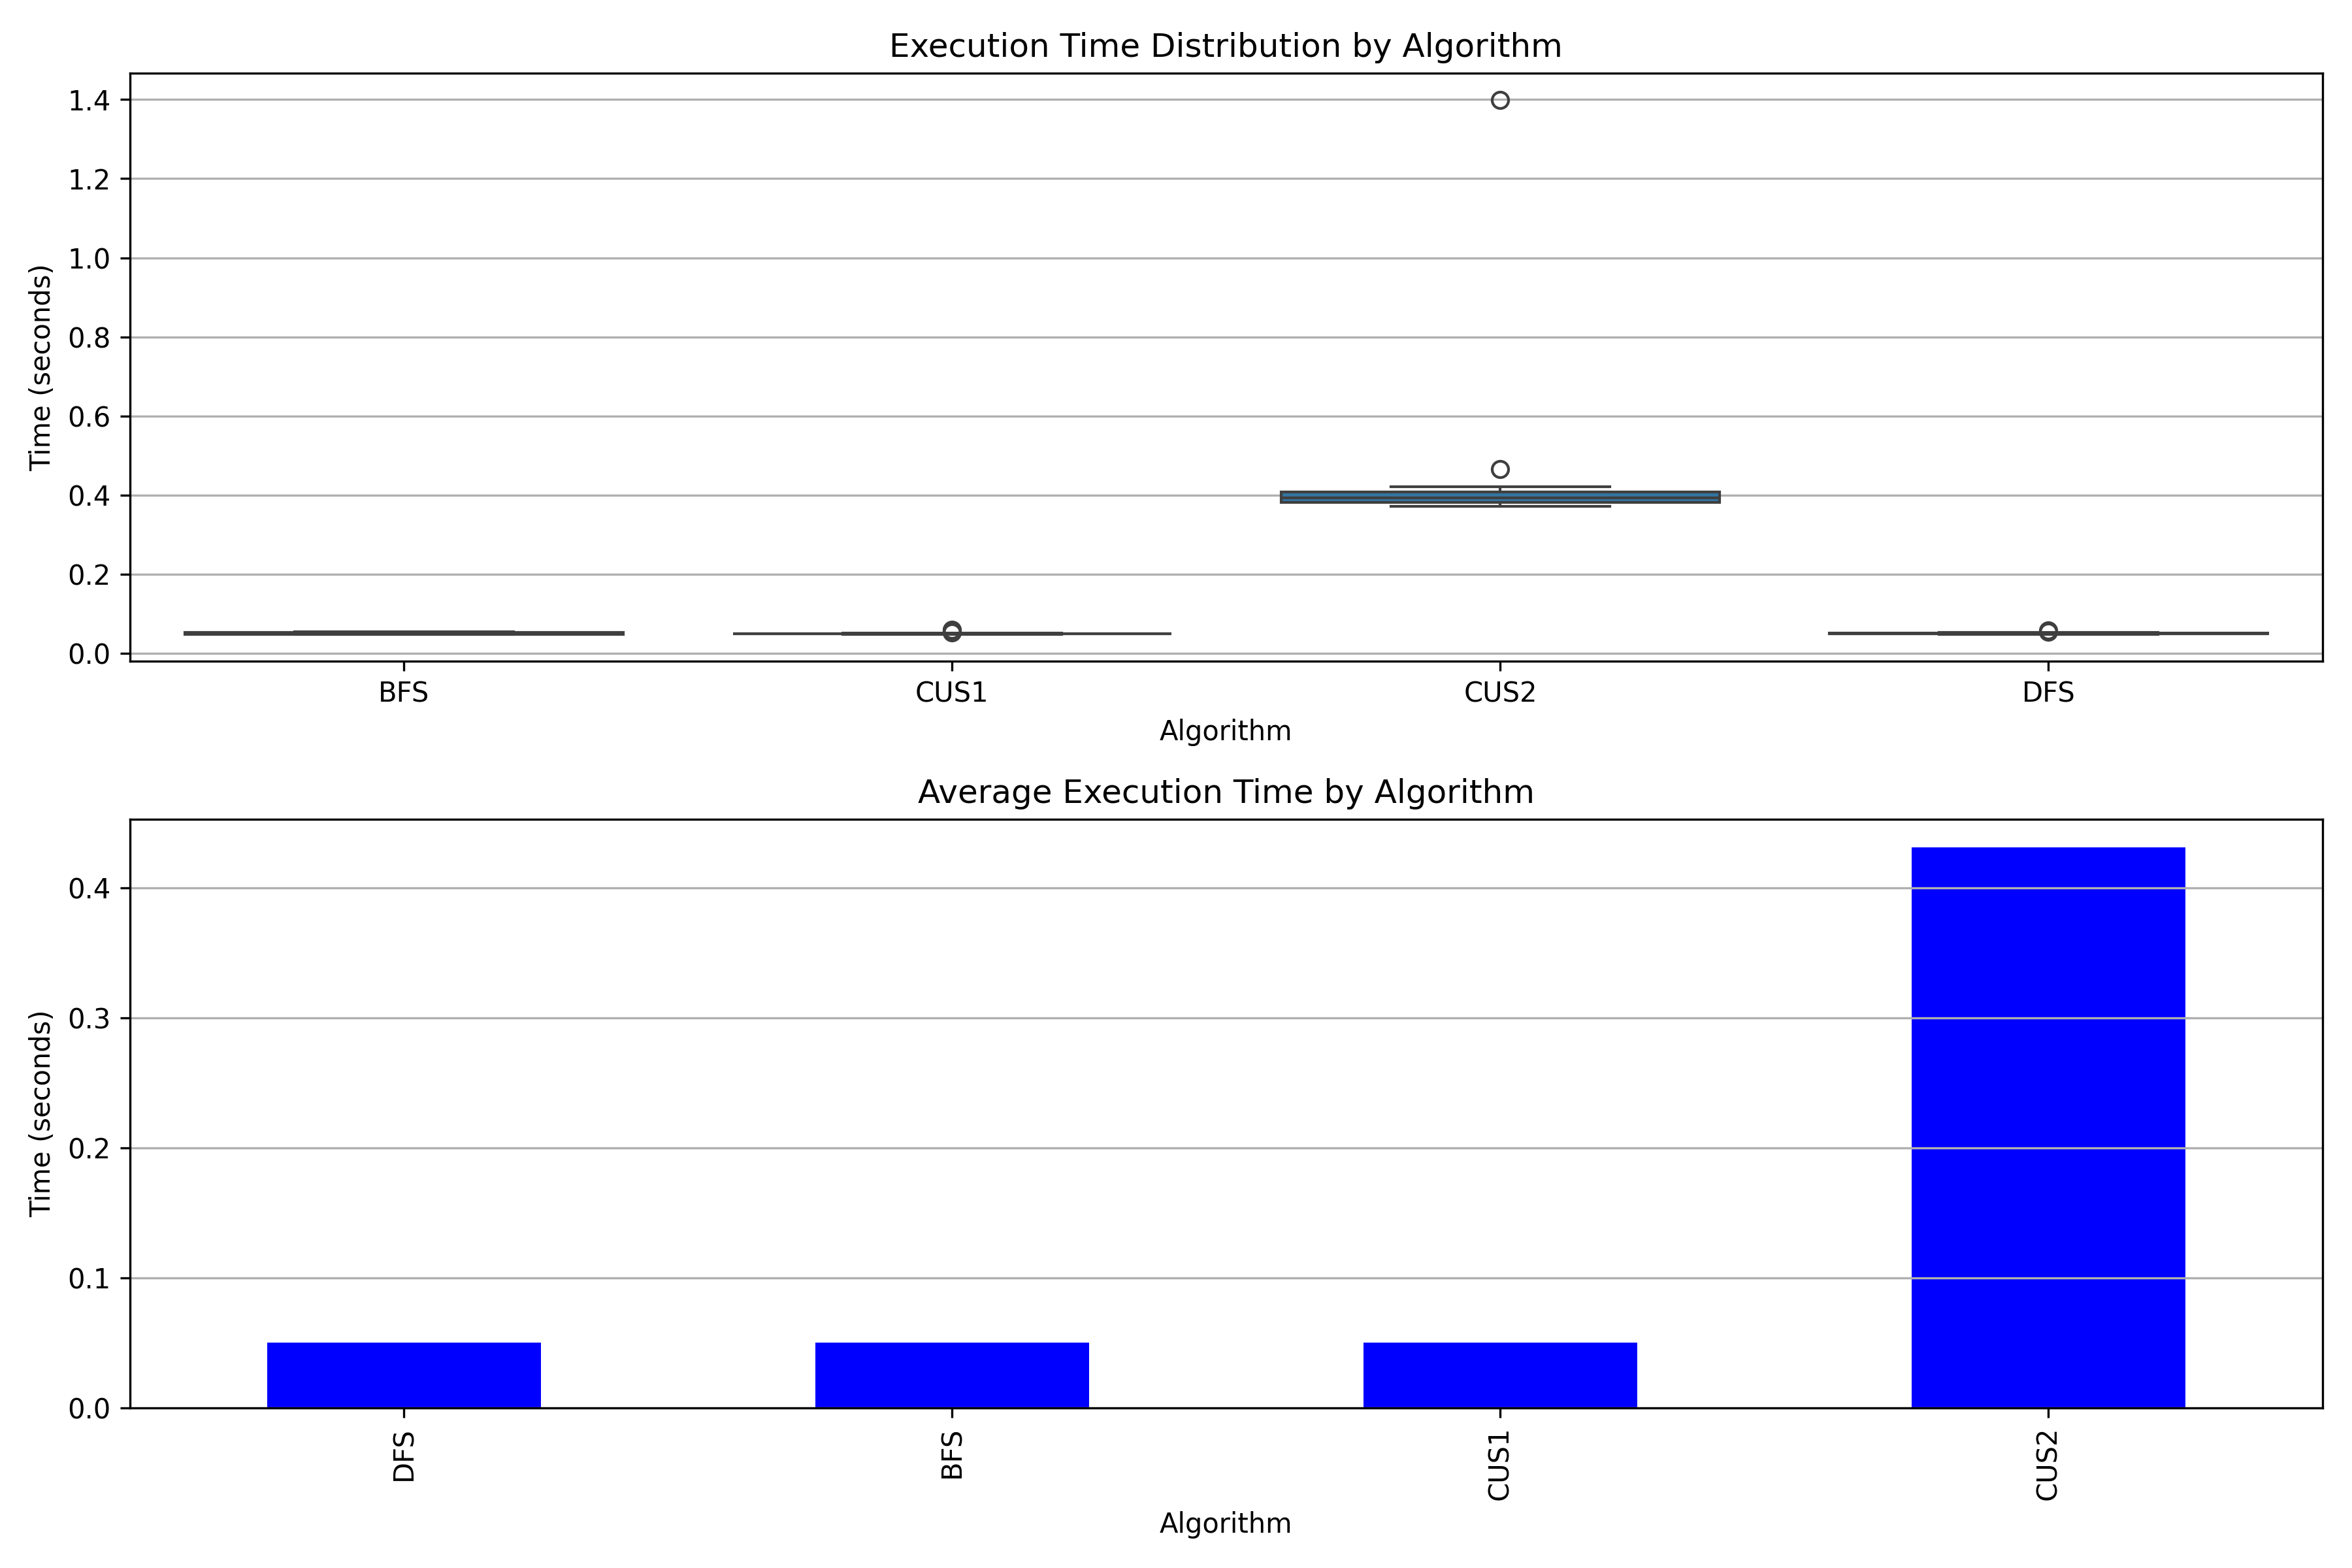 Execution Time Distribution by Algorithm
Time (seconds)
1.4
1.2
1.0
0.8
0.6
0.4
0.2
0.0
BFS CUS1 CUS2 DFS
Algorithm
Average Execution Time by Algorithm
Time (seconds)
0.4
0.3
0.2
0.1
0.0
DFS BFS CUS1 CUS2
Algorithm